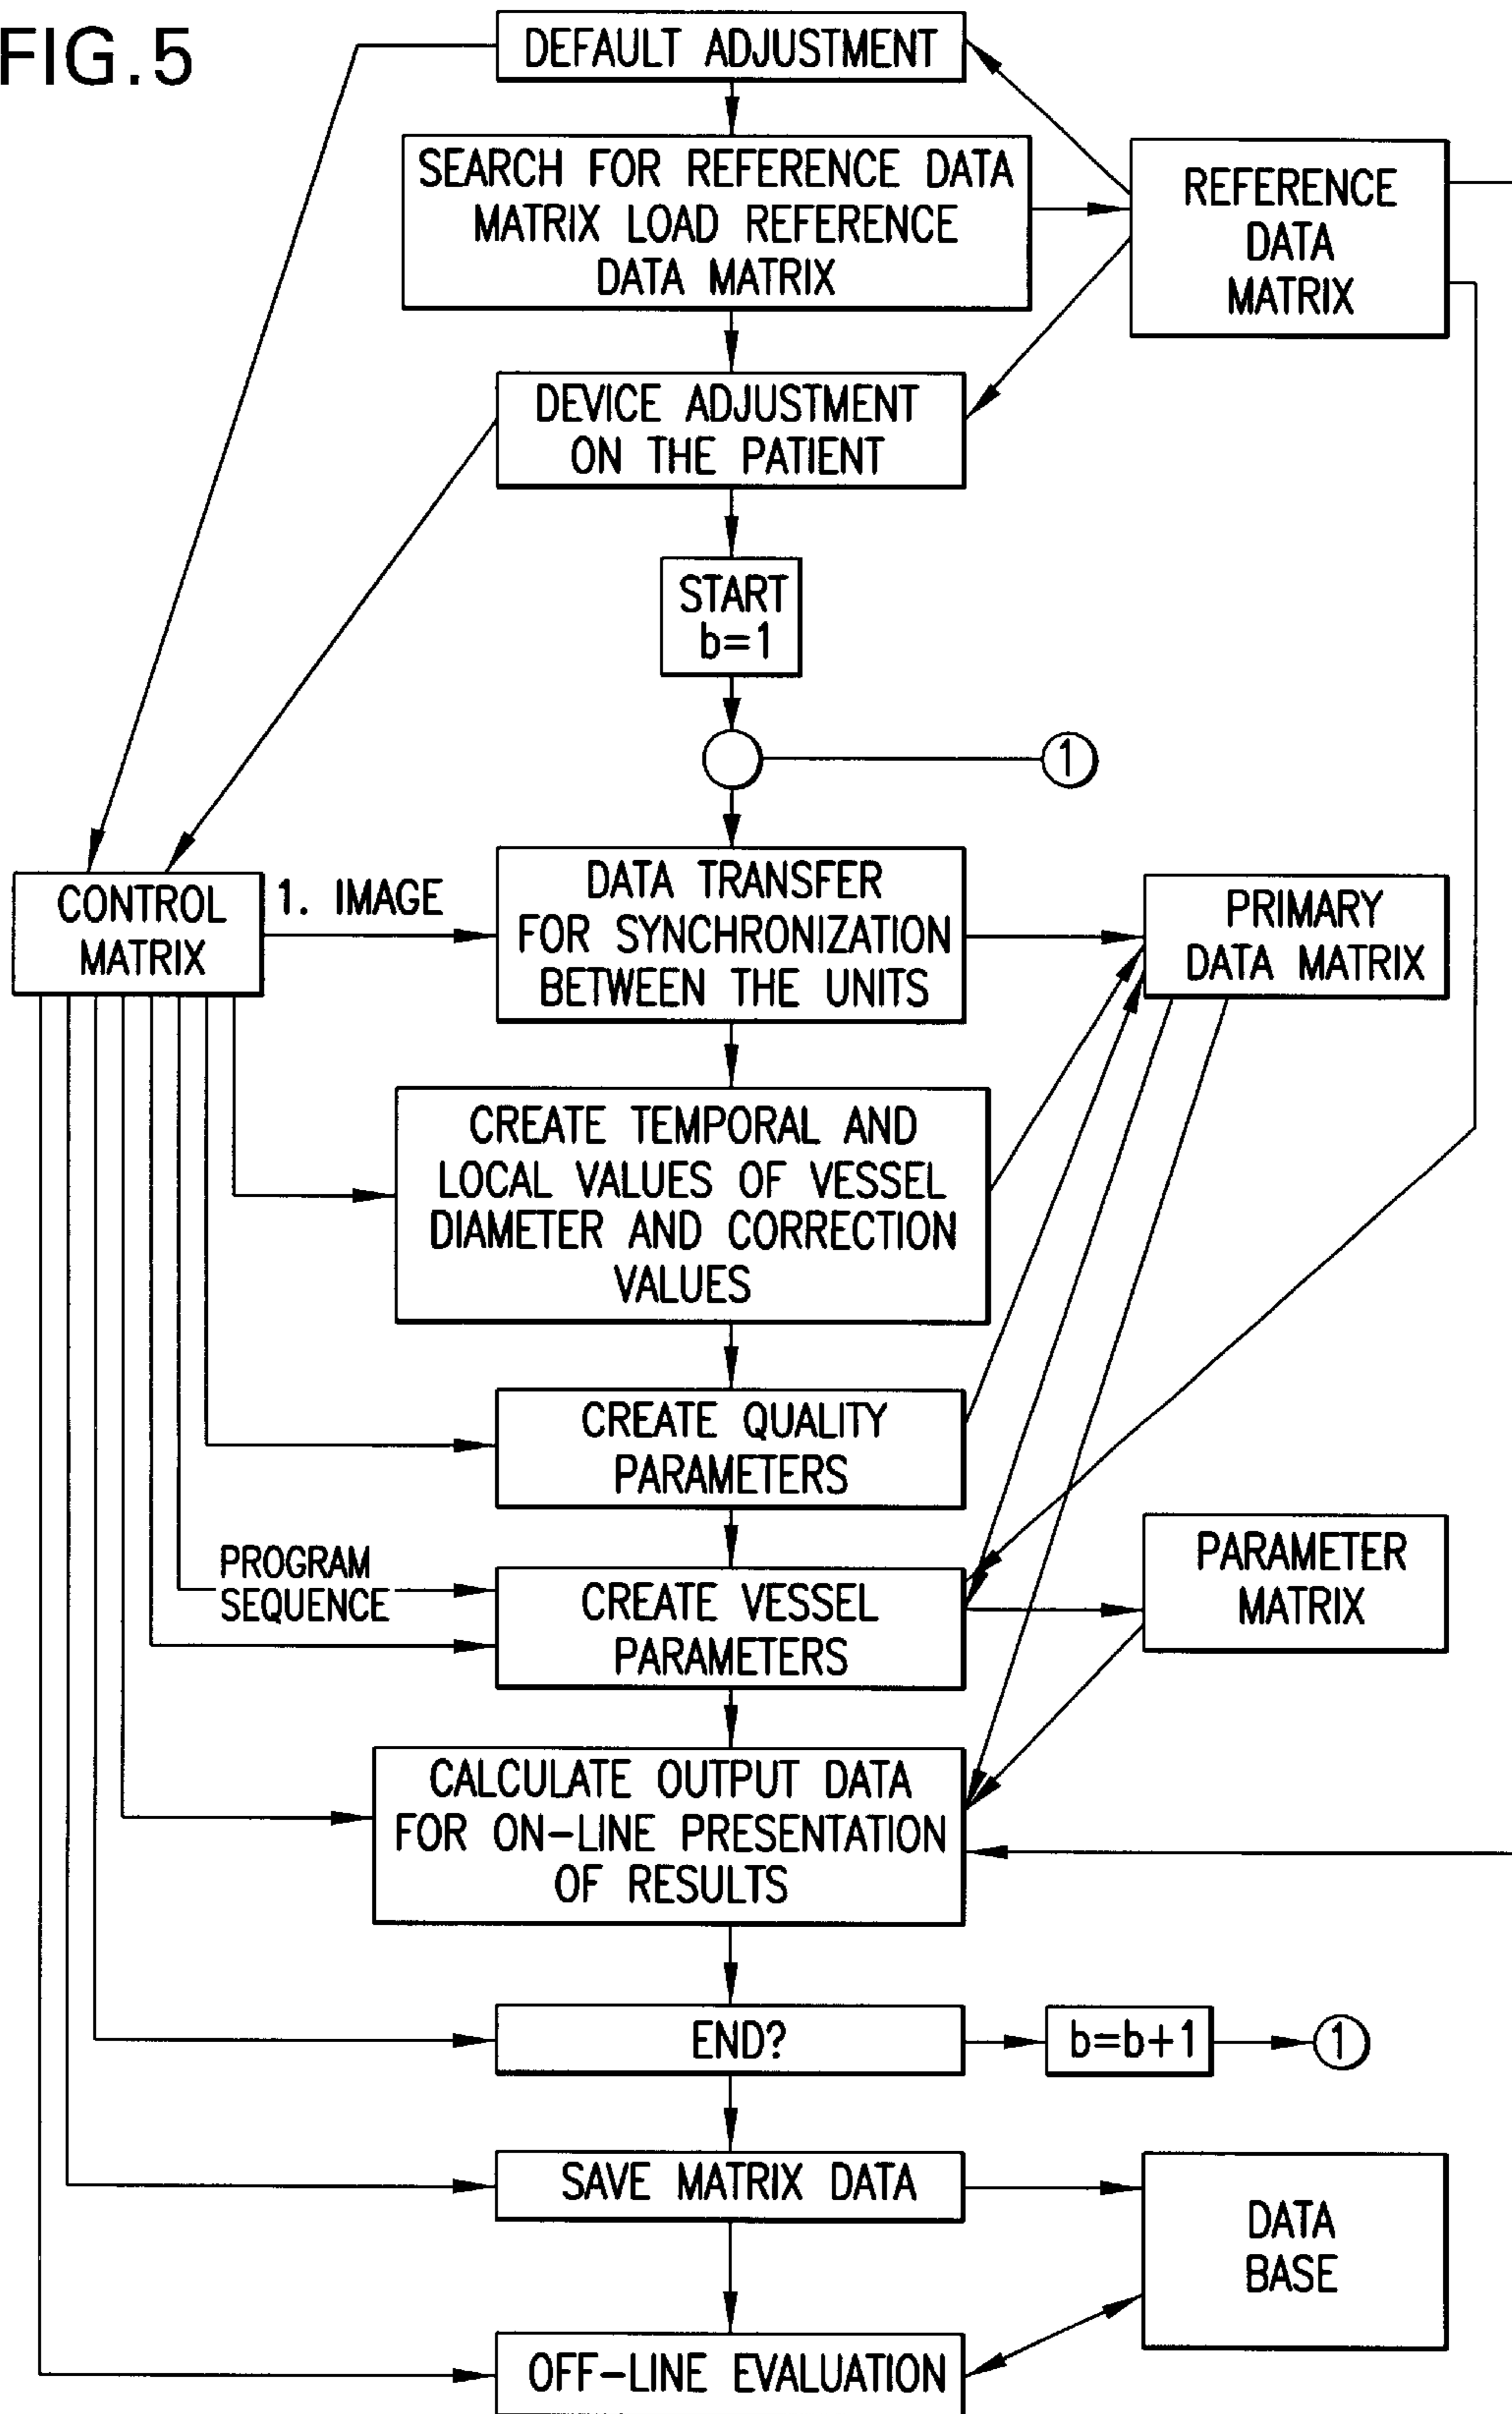 FIG.5
DEFAULT ADJUSTMENT
SEARCH FOR REFERENCE DATA
MATRIX LOAD REFERENCE
DATA MATRIX
REFERENCE
DATA
MATRIX
DEVICE ADJUSTMENT
ON THE PATIENT
START
b=1
1
CONTROL
MATRIX
1. IMAGE
DATA TRANSFER
FOR SYNCHRONIZATION
BETWEEN THE UNITS
PRIMARY
DATA MATRIX
CREATE TEMPORAL AND
LOCAL VALUES OF VESSEL
DIAMETER AND CORRECTION
VALUES
CREATE QUALITY
PARAMETERS
PROGRAM
SEQUENCE
CREATE VESSEL
PARAMETERS
PARAMETER
MATRIX
CALCULATE OUTPUT DATA
FOR ON-LINE PRESENTATION
OF RESULTS
END?
b=b+1
1
SAVE MATRIX DATA
DATA
BASE
OFF-LINE EVALUATION